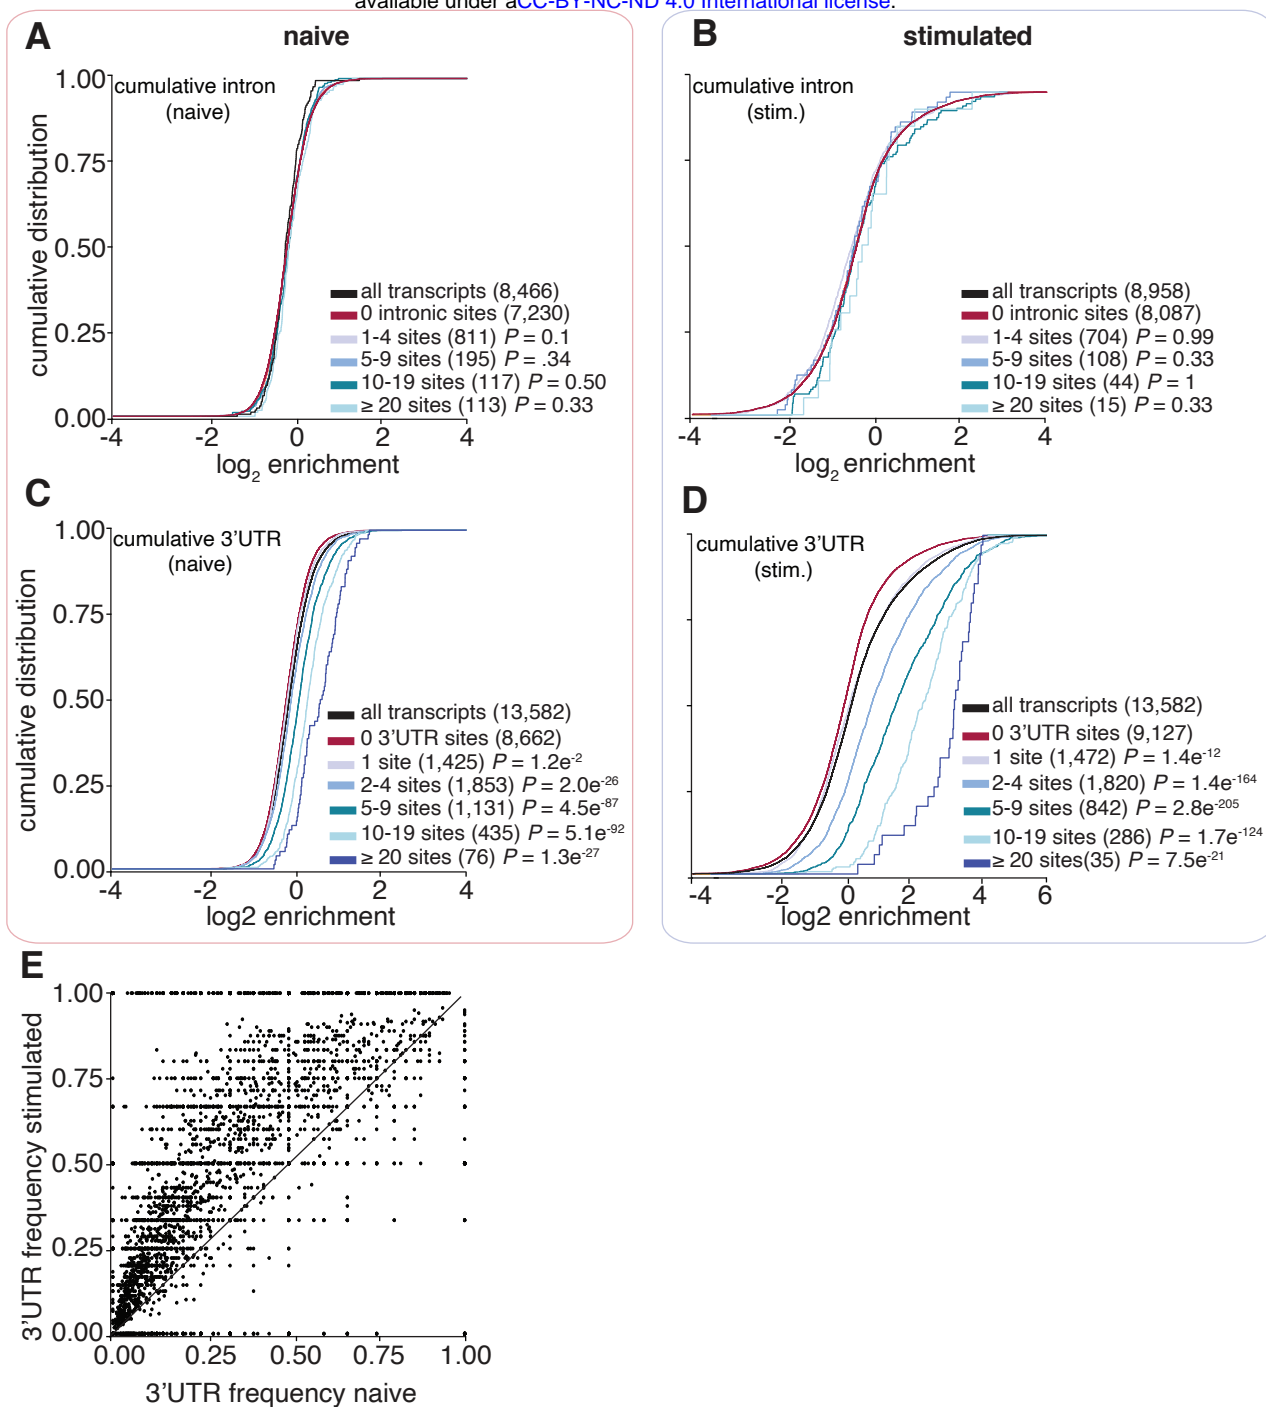 available under aCC-BY-NC-ND 4.0 International license.
A
naive
1.00
0.75
0.50
0.25
0.00
cumulative distribution
cumulative intron
(naive)
all transcripts (8,466)
0 intronic sites (7,230)
1-4 sites (811) P = 0.1
5-9 sites (195) P = .34
10-19 sites (117) P = 0.50
≥ 20 sites (113) P = 0.33
-4 -2 0 2 4
log2 enrichment
B
stimulated
cumulative intron
(stim.)
all transcripts (8,958)
0 intronic sites (8,087)
1-4 sites (704) P = 0.99
5-9 sites (108) P = 0.33
10-19 sites (44) P = 1
≥ 20 sites (15) P = 0.33
-4 -2 0 2 4
log2 enrichment
C
1.00
0.75
0.50
0.25
0.00
cumulative distribution
cumulative 3'UTR
(naive)
all transcripts (13,582)
0 3'UTR sites (8,662)
1 site (1,425) P = 1.2e-2
2-4 sites (1,853) P = 2.0e-26
5-9 sites (1,131) P = 4.5e-87
10-19 sites (435) P = 5.1e-92
≥ 20 sites (76) P = 1.3e-27
-4 -2 0 2 4
log2 enrichment
D
cumulative 3'UTR
(stim.)
all transcripts (13,582)
0 3'UTR sites (9,127)
1 site (1,472) P = 1.4e-12
2-4 sites (1,820) P = 1.4e-164
5-9 sites (842) P = 2.8e-205
10-19 sites (286) P = 1.7e-124
≥ 20 sites(35) P = 7.5e-21
-4 -2 0 2 4 6
log2 enrichment
E
1.00
0.75
0.50
0.25
0.00
3'UTR frequency stimulated
0.00 0.25 0.50 0.75 1.00
3'UTR frequency naive